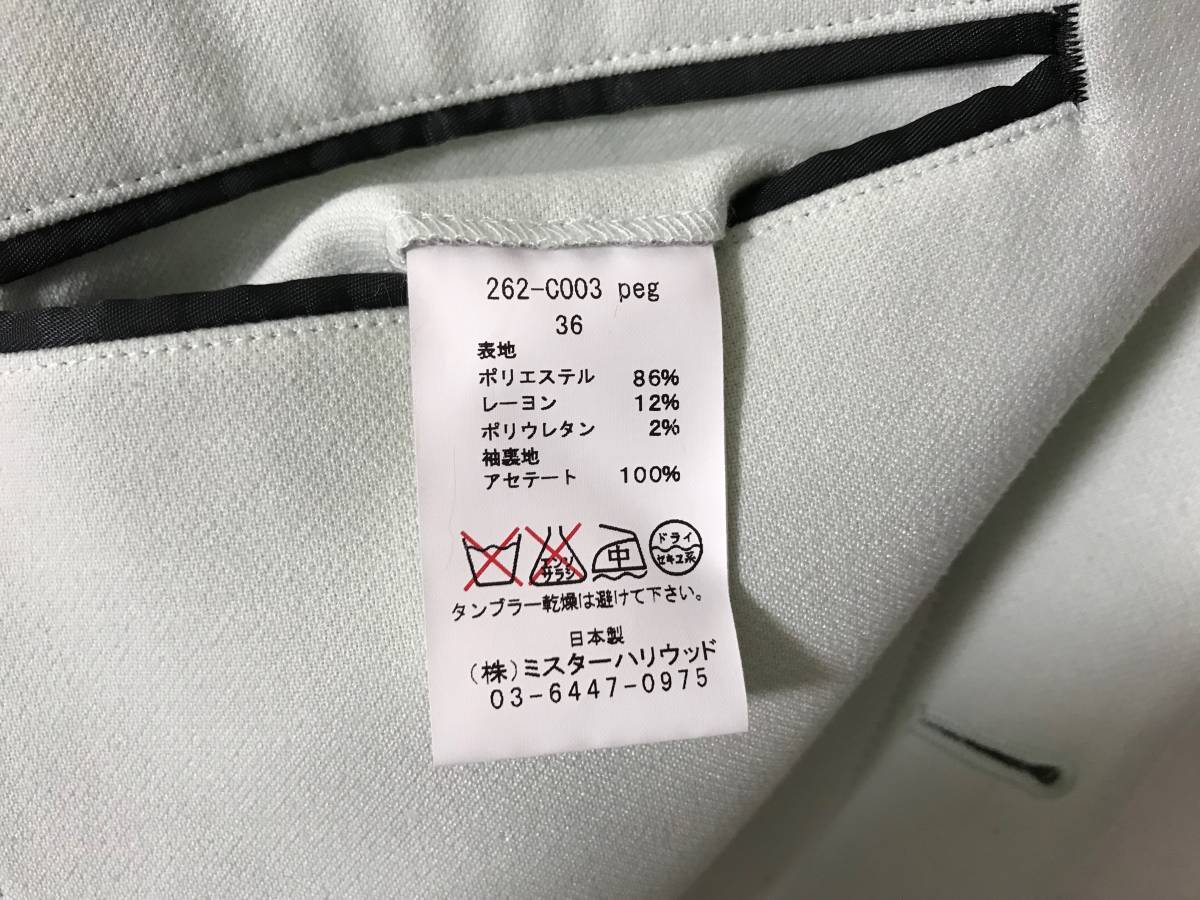 262-C003 peg
36
表地
ポリエステル 86%
レーヨン 12%
ポリウレタン 2%
袖裏地
アセテート 100%
エンソ
サラシ
中
ドライ
セキユ系
タンブラー乾燥は避けて下さい。
日本製
(株)ミスターハリウッド
03-6447-0975